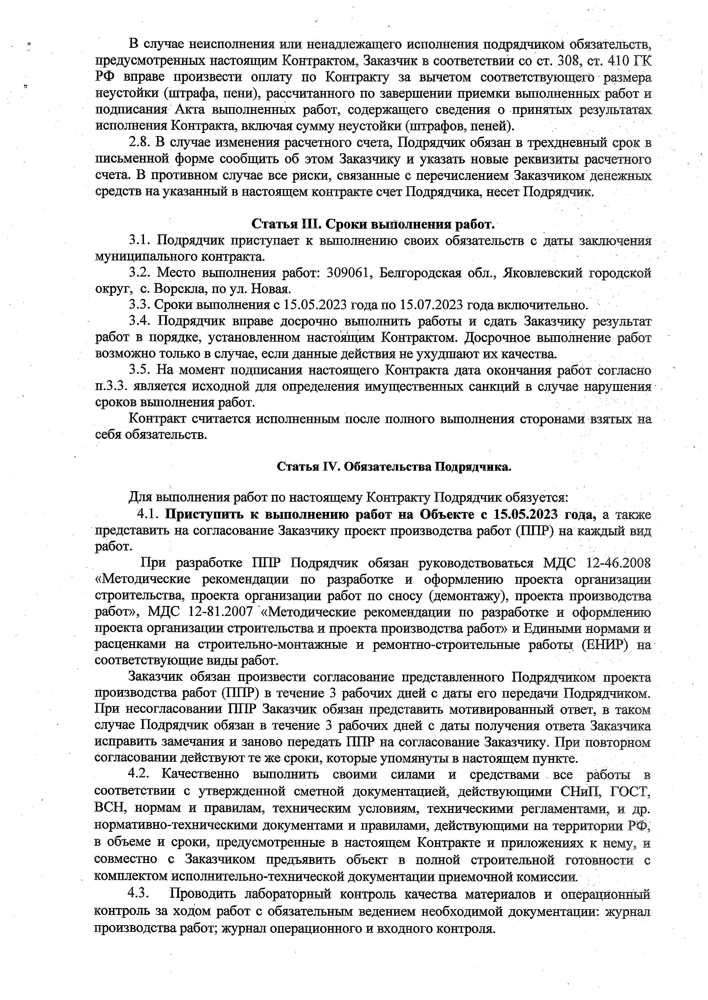 В случае неисполнения или ненадлежащего исполнения подрядчиком обязательств,
предусмотренных настоящим Контрактом, Заказчик в соответствии со ст. 308, ст. 410 ГК
РФ вправе произвести оплату по Контракту за вычетом соответствующего размера
неустойки (штрафа, пени), рассчитанного по завершении приемки выполненных работ и
подписания Акта выполненных работ, содержащего сведения о принятых результатах
исполнения Контракта, включая сумму неустойки (штрафов, пеней).
2.8. В случае изменения расчетного счета, Подрядчик обязан в трехдневный срок в
письменной форме сообщить об этом Заказчику и указать новые реквизиты расчетного
счета. В противном случае все риски, связанные с перечислением Заказчиком денежных
средств на указанный в настоящем контракте счет Подрядчика, несет Подрядчик.
Статья III. Сроки выполнения работ.
3.1. Подрядчик приступает к выполнению своих обязательств с даты заключения
муниципального контракта.
3.2. Место выполнения работ: 309061, Белгородская обл., Яковлевский городской
округ, с. Ворскла, по ул. Новая.
3.3. Сроки выполнения с 15.05.2023 года по 15.07.2023 года включительно.
3.4. Подрядчик вправе досрочно выполнить работы и сдать Заказчику результат
работ в порядке, установленном настоящим Контрактом. Досрочное выполнение работ
возможно только в случае, если данные действия не ухудшают их качества.
3.5. На момент подписания настоящего Контракта дата окончания работ согласно
п.3.3. является исходной для определения имущественных санкций в случае нарушения
сроков выполнения работ.
Контракт считается исполненным после полного выполнения сторонами взятых на
себя обязательств.
Статья IV. Обязательства Подрядчика.
Для выполнения работ по настоящему Контракту Подрядчик обязуется:
4.1. Приступить к выполнению работ на Объекте с 15.05.2023 года, а также
представить на согласование Заказчику проект производства работ (ППР) на каждый вид
работ.
При разработке ППР Подрядчик обязан руководствоваться МДС 12-46.2008
«Методические рекомендации по разработке и оформлению проекта организации
строительства, проекта организации работ по сносу (демонтажу), проекта производства
работ», МДС 12-81.2007 «Методические рекомендации по разработке и оформлению
проекта организации строительства и проекта производства работ» и Едиными нормами и
расценками на строительно-монтажные и ремонтно-строительные работы (ЕНИР) на
соответствующие виды работ.
Заказчик обязан произвести согласование представленного Подрядчиком проекта
производства работ (ППР) в течение 3 рабочих дней с даты его передачи Подрядчиком.
При несогласовании ППР Заказчик обязан представить мотивированный ответ, в таком
случае Подрядчик обязан в течение 3 рабочих дней с даты получения ответа Заказчика
исправить замечания и заново передать ППР на согласование Заказчику. При повторном
согласовании действуют те же сроки, которые упомянуты в настоящем пункте.
4.2. Качественно выполнить своими силами и средствами все работы в
соответствии с утвержденной сметной документацией, действующими СНиП, ГОСТ,
ВСН, нормам и правилам, техническим условиям, техническими регламентами, и др.
нормативно-техническими документами и правилами, действующими на территории РФ,
в объеме и сроки, предусмотренные в настоящем Контракте и приложениях к нему, и
совместно с Заказчиком предъявить объект в полной строительной готовности с
комплектом исполнительно-технической документации приемочной комиссии.
4.3. Проводить лабораторный контроль качества материалов и операционный
контроль за ходом работ с обязательным ведением необходимой документации: журнал
производства работ; журнал операционного и входного контроля.